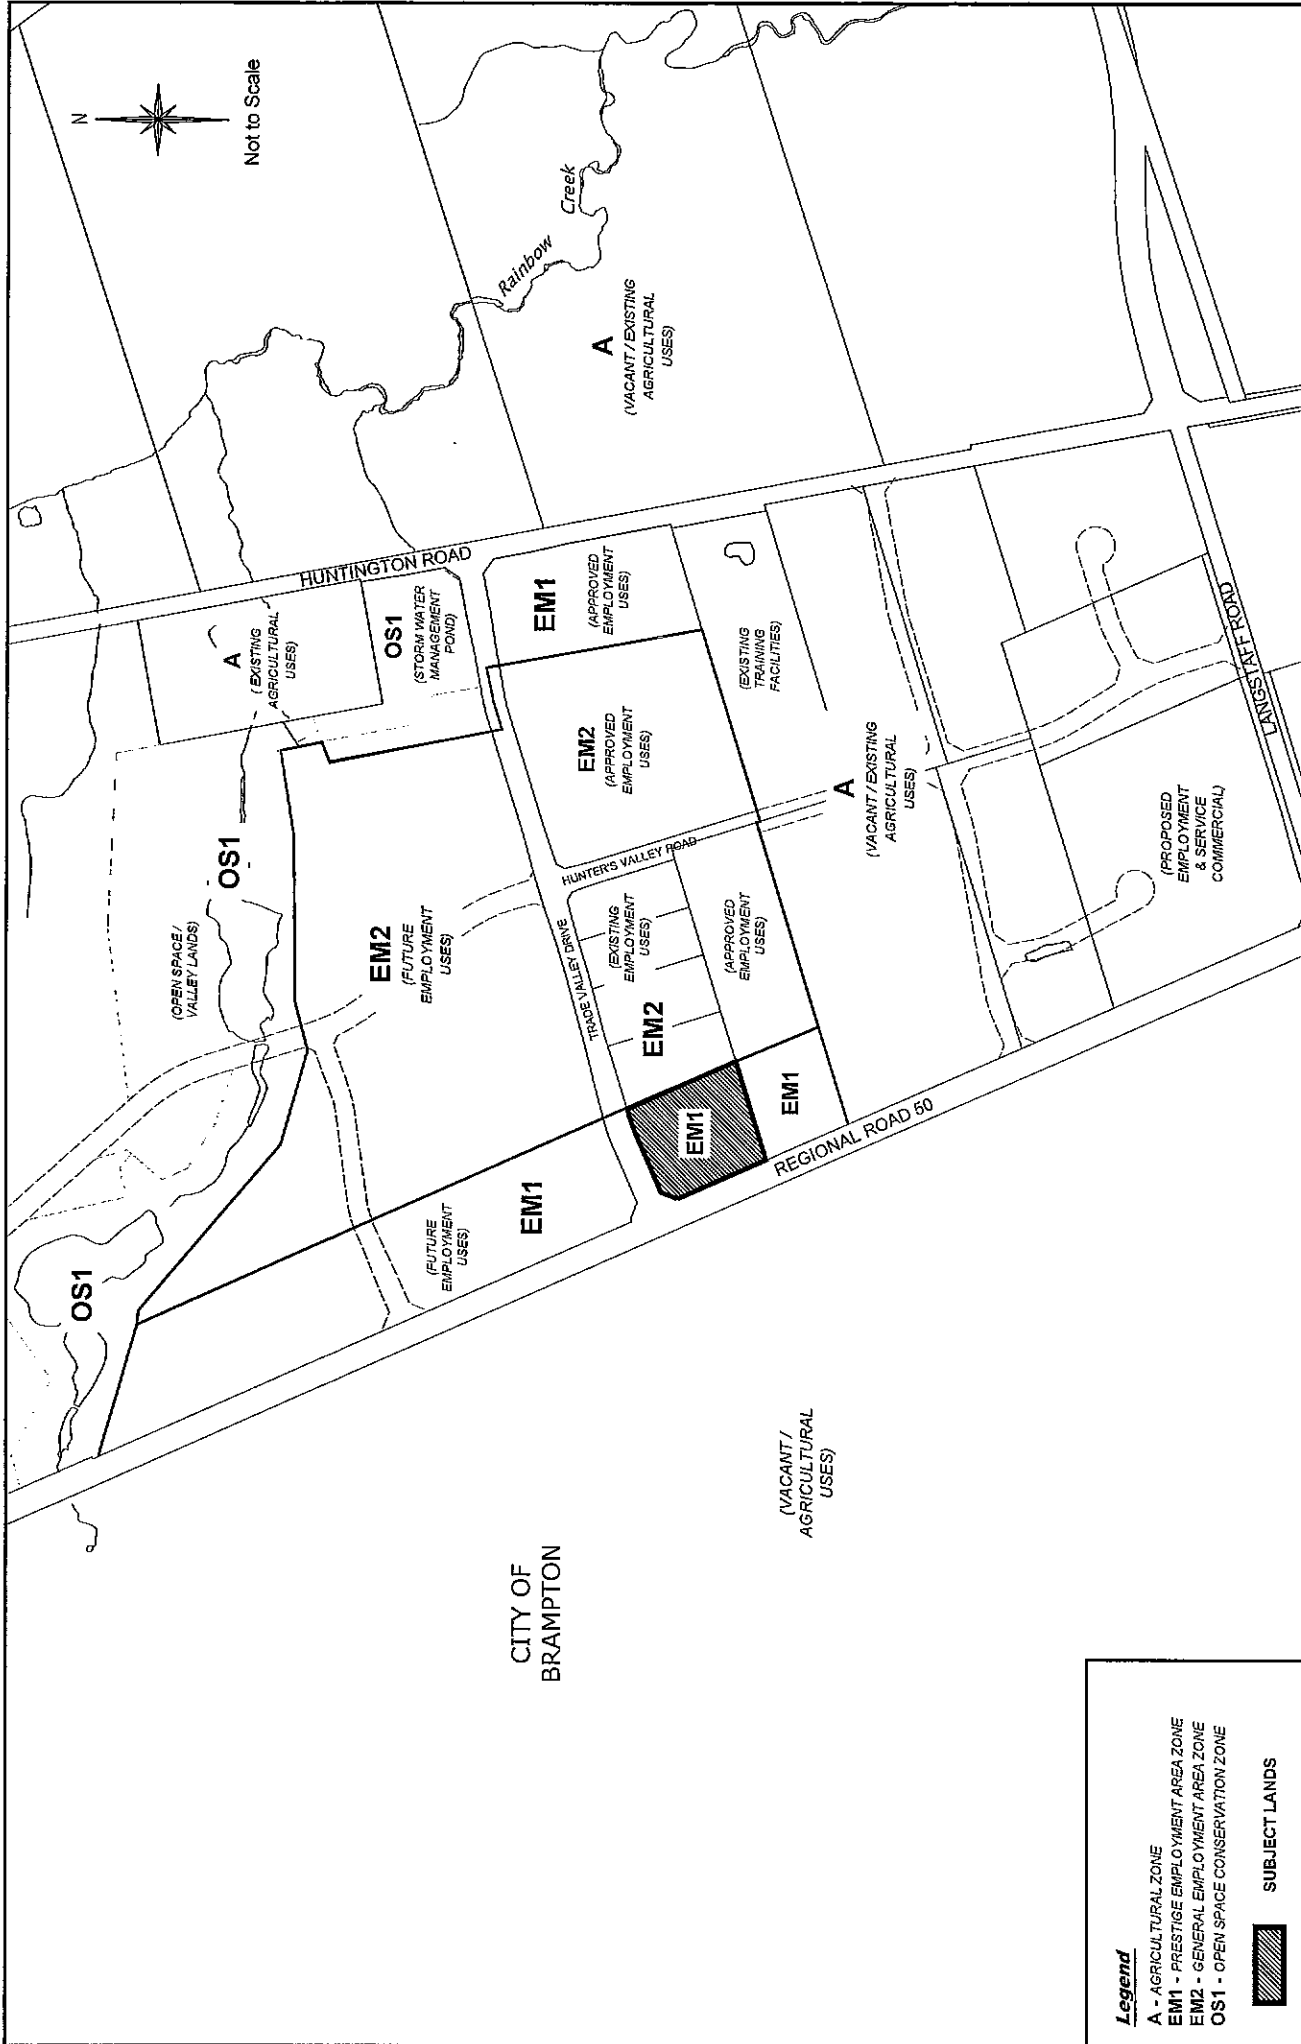 N
Not to Scale
Rainbow
Creek
A
(VACANT / EXISTING
AGRICULTURAL
USES)
HUNTINGTON ROAD
A
(EXISTING
AGRICULTURAL
USES)
OS1
(STORM WATER
MANAGEMENT
POND)
EM1
(APPROVED
EMPLOYMENT
USES)
(EXISTING
TRAINING
FACILITIES)
LANGSTAFF ROAD
OS1
(OPEN SPACE /
VALLEY LANDS)
EM2
(FUTURE
EMPLOYMENT
USES)
EM2
(APPROVED
EMPLOYMENT
USES)
HUNTER'S VALLEY ROAD
TRADE VALLEY DRIVE
(EXISTING
EMPLOYMENT
USES)
EM2
(APPROVED
EMPLOYMENT
USES)
A
(VACANT / EXISTING
AGRICULTURAL
USES)
(PROPOSED
EMPLOYMENT
& SERVICE
COMMERCIAL)
OS1
(FUTURE
EMPLOYMENT
USES)
EM1
EM1
EM1
REGIONAL ROAD 50
CITY OF
BRAMPTON
(VACANT /
AGRICULTURAL
USES)
Legend
A - AGRICULTURAL ZONE
EM1 - PRESTIGE EMPLOYMENT AREA ZONE
EM2 - GENERAL EMPLOYMENT AREA ZONE
OS1 - OPEN SPACE CONSERVATION ZONE
SUBJECT LANDS